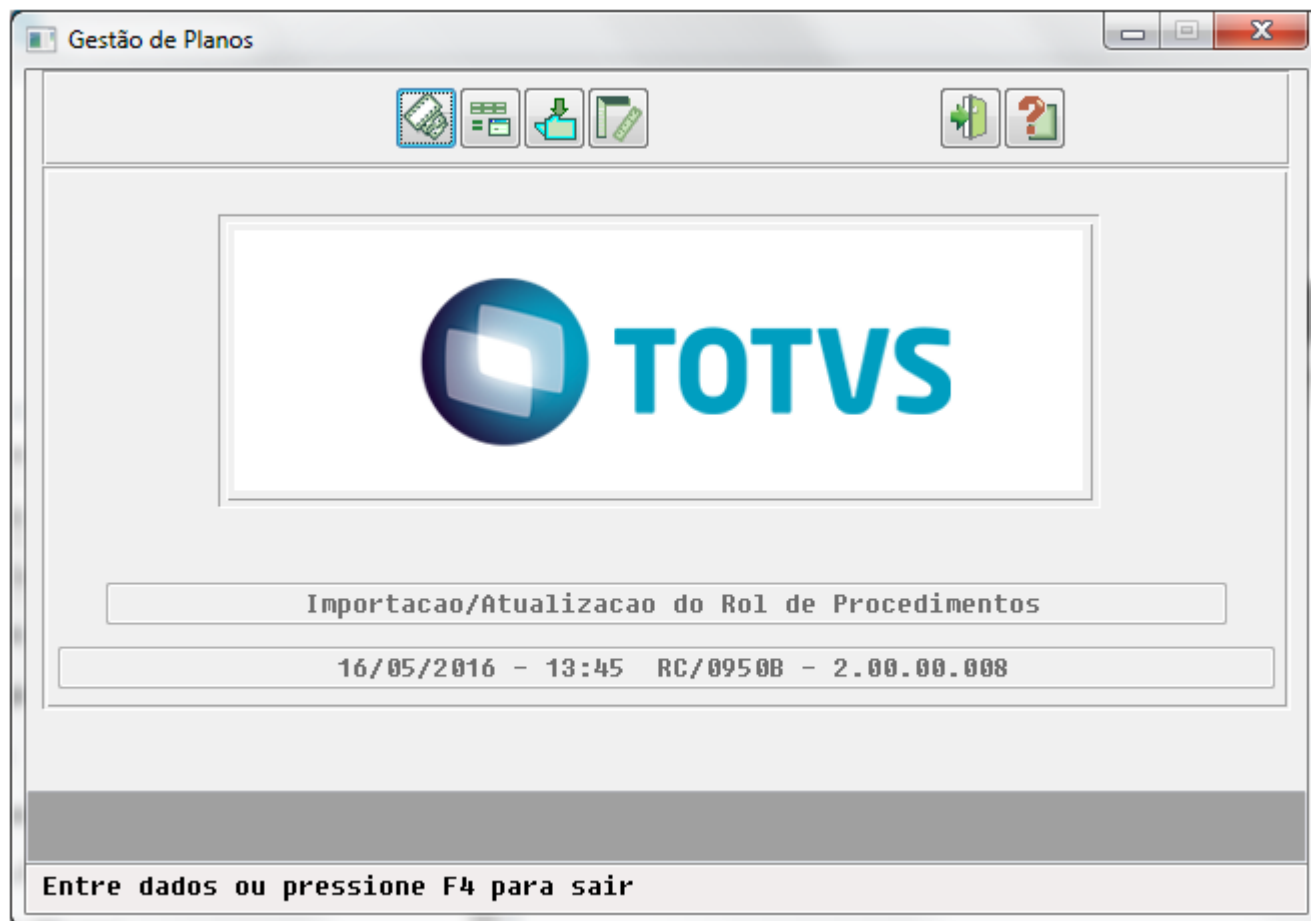 Gestão de Planos
TOTVS
Importacao/Atualizacao do Rol de Procedimentos
16/05/2016 - 13:45 RC/0950B - 2.00.00.008
Entre dados ou pressione F4 para sair